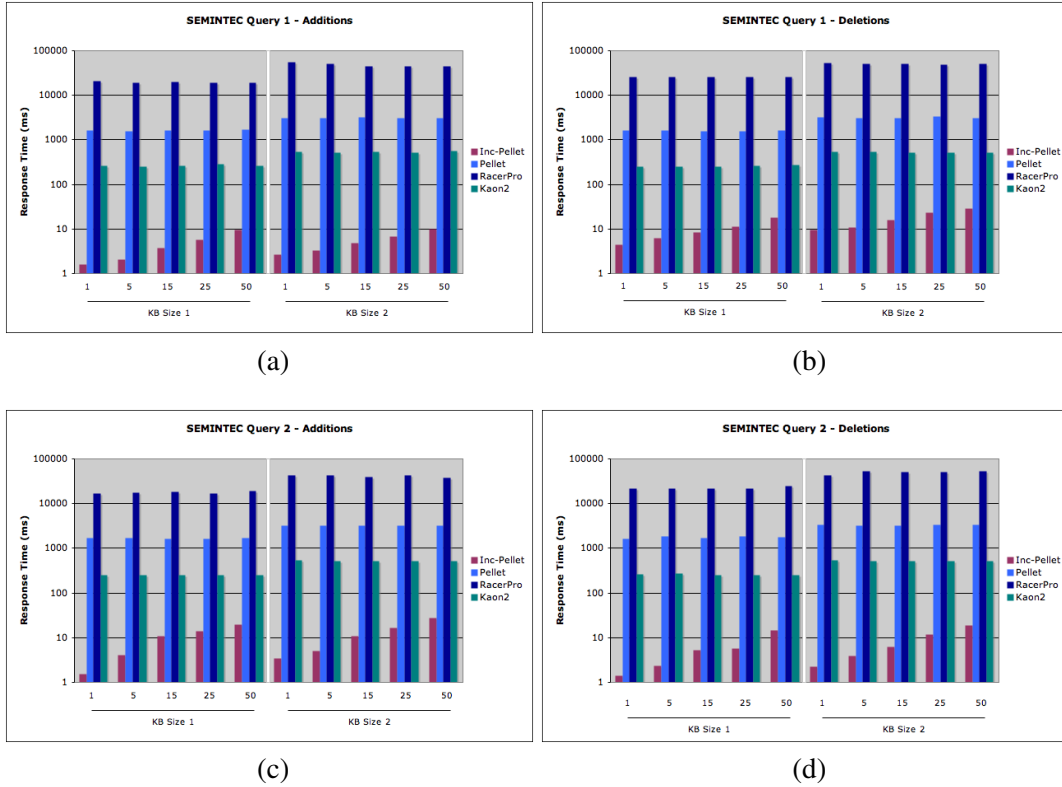 SEMINTEC Query 1 - Additions
Response Time (ms)
100000
10000
1000
100
10
1
1 5 15 25 50 1 5 15 25 50
KB Size 1 KB Size 2
Inc-Pellet
Pellet
RacerPro
Kaon2
(a)
SEMINTEC Query 1 - Deletions
Response Time (ms)
100000
10000
1000
100
10
1
1 5 15 25 50 1 5 15 25 50
KB Size 1 KB Size 2
Inc-Pellet
Pellet
RacerPro
Kaon2
(b)
SEMINTEC Query 2 - Additions
Response Time (ms)
100000
10000
1000
100
10
1
1 5 15 25 50 1 5 15 25 50
KB Size 1 KB Size 2
Inc-Pellet
Pellet
RacerPro
Kaon2
(c)
SEMINTEC Query 2 - Deletions
Response Time (ms)
100000
10000
1000
100
10
1
1 5 15 25 50 1 5 15 25 50
KB Size 1 KB Size 2
Inc-Pellet
Pellet
RacerPro
Kaon2
(d)